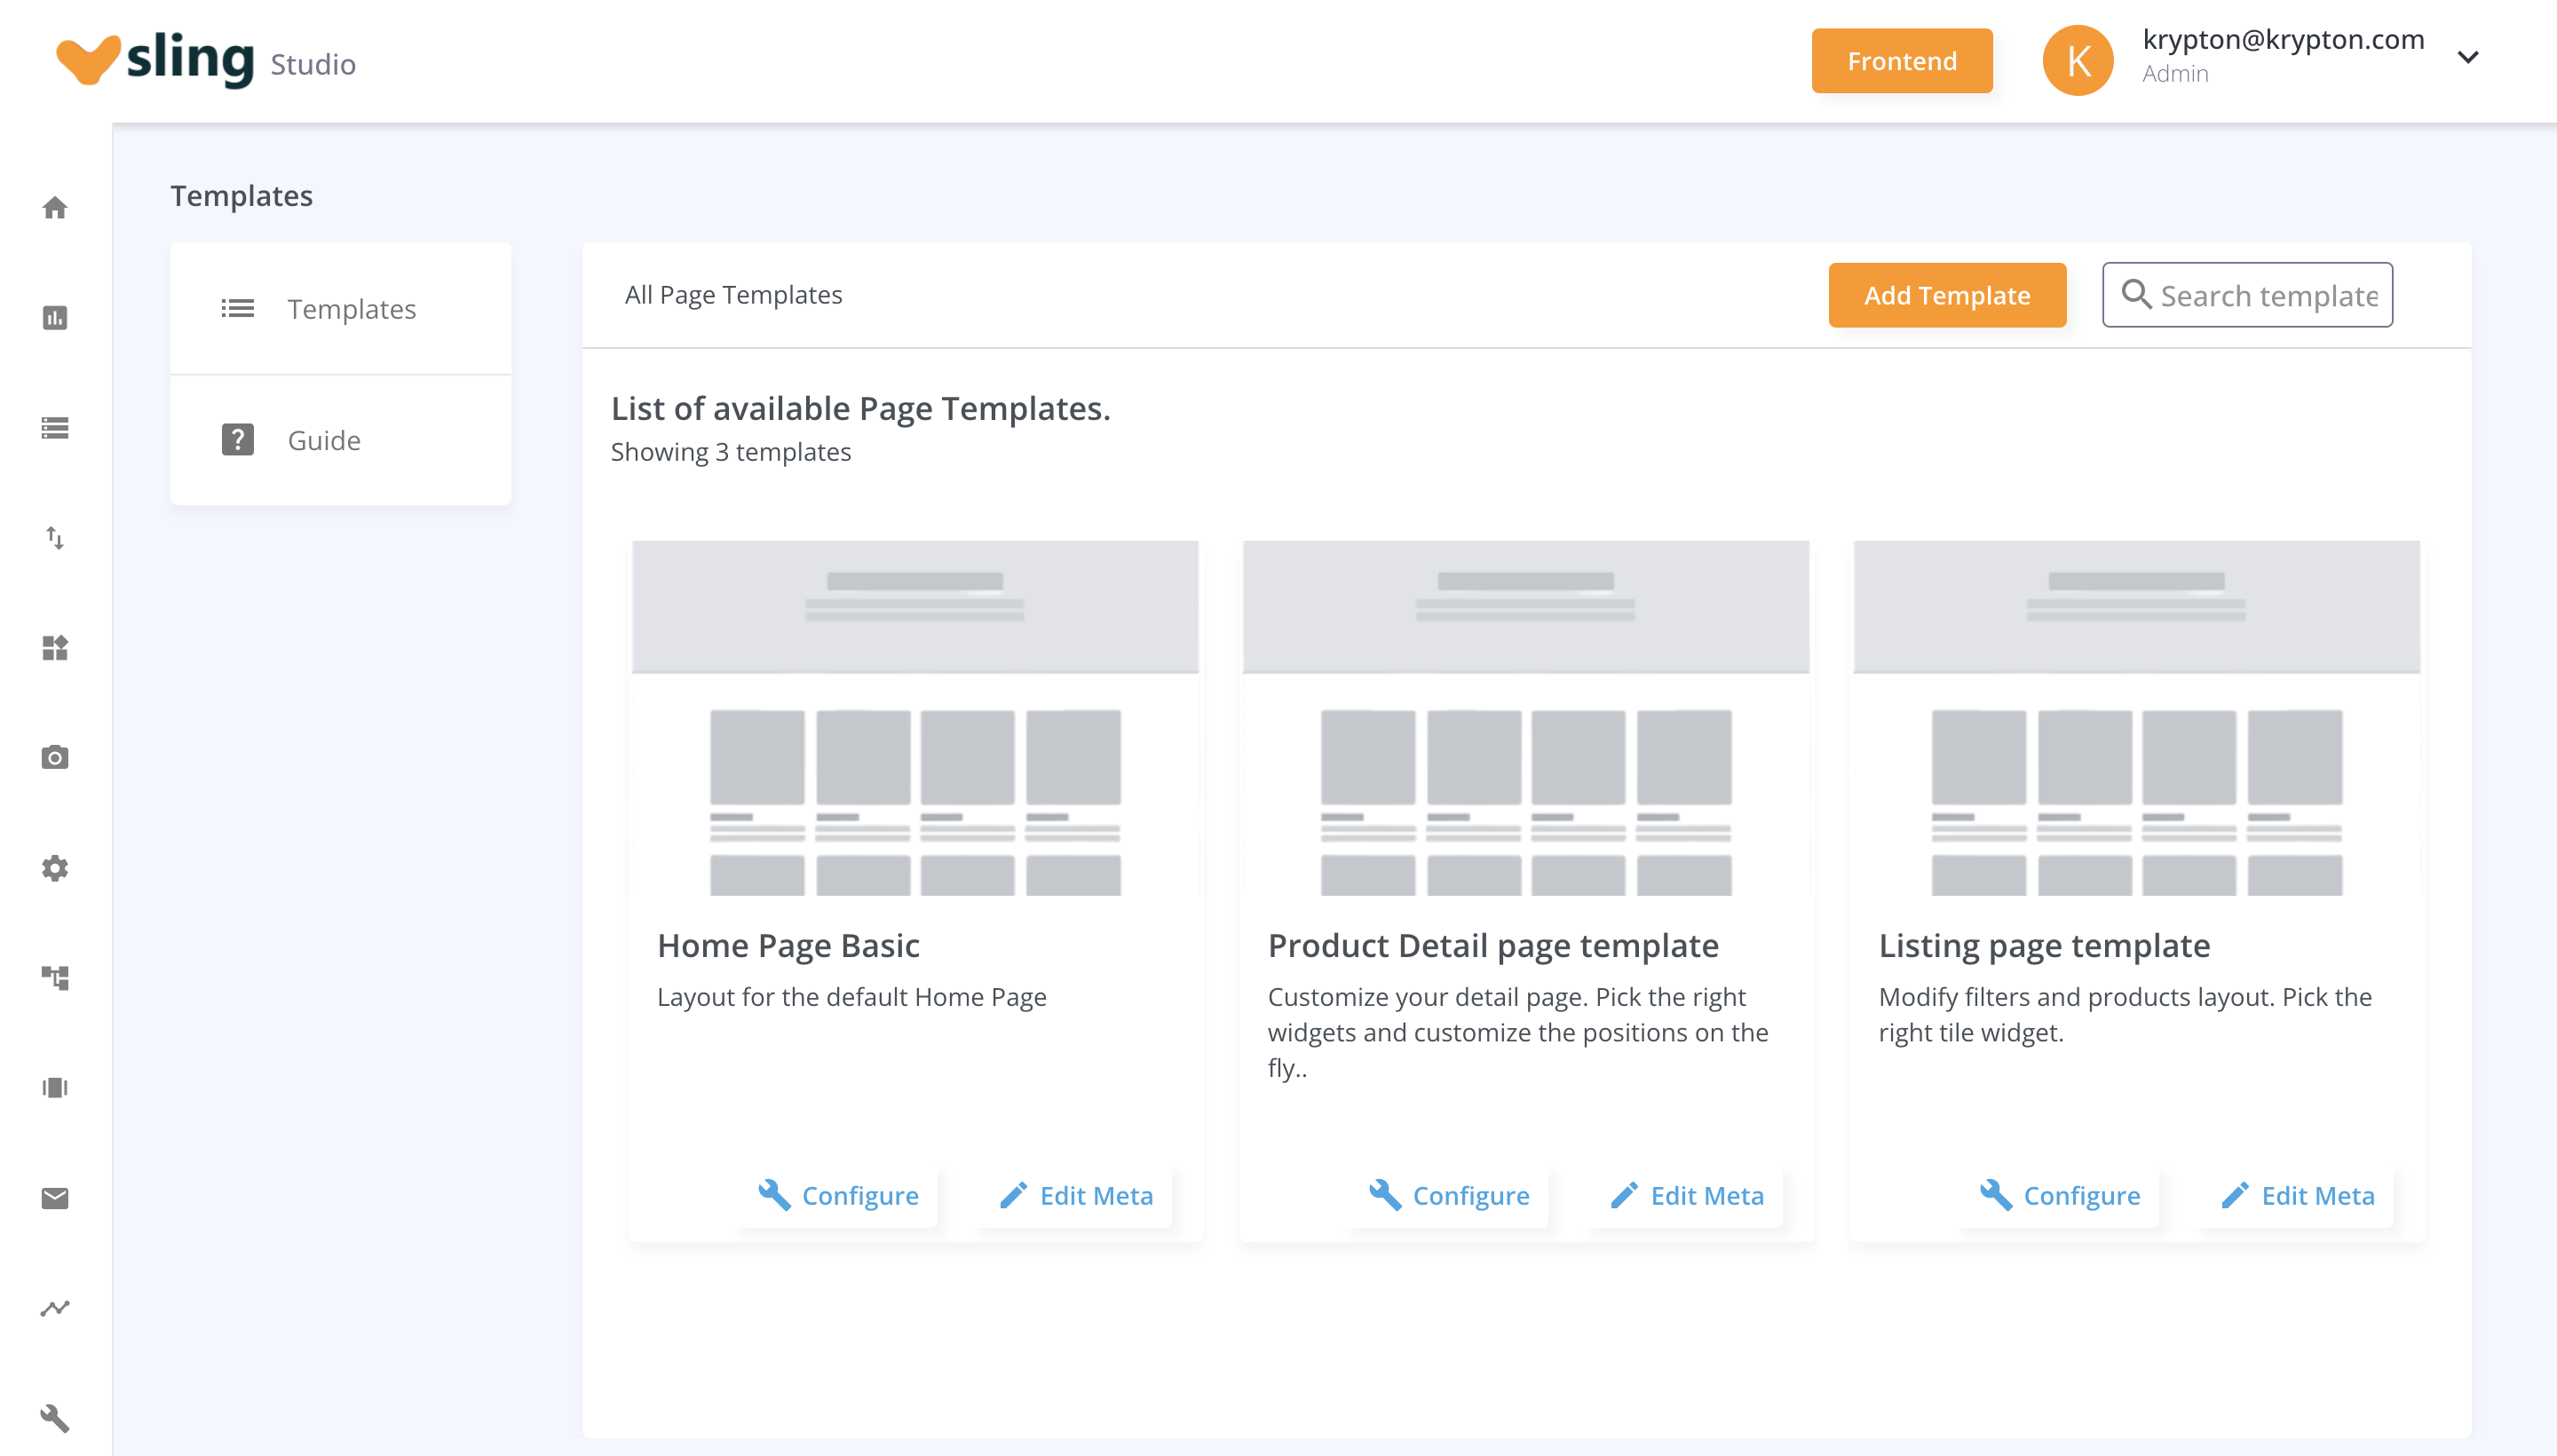 sling Studio
Frontend
K
krypton@krypton.com
Admin
Templates
Templates
Guide
All Page Templates
Add Template
Search template
List of available Page Templates.
Showing 3 templates
Home Page Basic
Layout for the default Home Page
Configure
Edit Meta
Product Detail page template
Customize your detail page. Pick the right
widgets and customize the positions on the
fly..
Configure
Edit Meta
Listing page template
Modify filters and products layout. Pick the
right tile widget.
Configure
Edit Meta